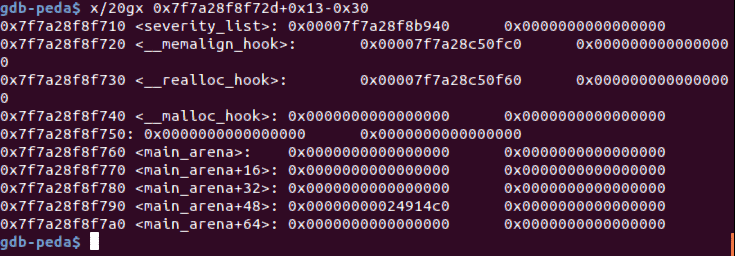 gdb-peda$ x/20gx 0x7f7a28f8f72d+0x13-0x30
0x7f7a28f8f710 <severity_list>: 0x00007f7a28f8b940 0x0000000000000000
0x7f7a28f8f720 <__memalign_hook>: 0x00007f7a28c50fc0 0x000000000000000
0
0x7f7a28f8f730 <__realloc_hook>: 0x00007f7a28c50f60 0x000000000000000
0
0x7f7a28f8f740 <__malloc_hook>: 0x0000000000000000 0x0000000000000000
0x7f7a28f8f750: 0x0000000000000000 0x0000000000000000
0x7f7a28f8f760 <main_arena>: 0x0000000000000000 0x0000000000000000
0x7f7a28f8f770 <main_arena+16>: 0x0000000000000000 0x0000000000000000
0x7f7a28f8f780 <main_arena+32>: 0x0000000000000000 0x0000000000000000
0x7f7a28f8f790 <main_arena+48>: 0x00000000024914c0 0x0000000000000000
0x7f7a28f8f7a0 <main_arena+64>: 0x0000000000000000 0x0000000000000000
gdb-peda$